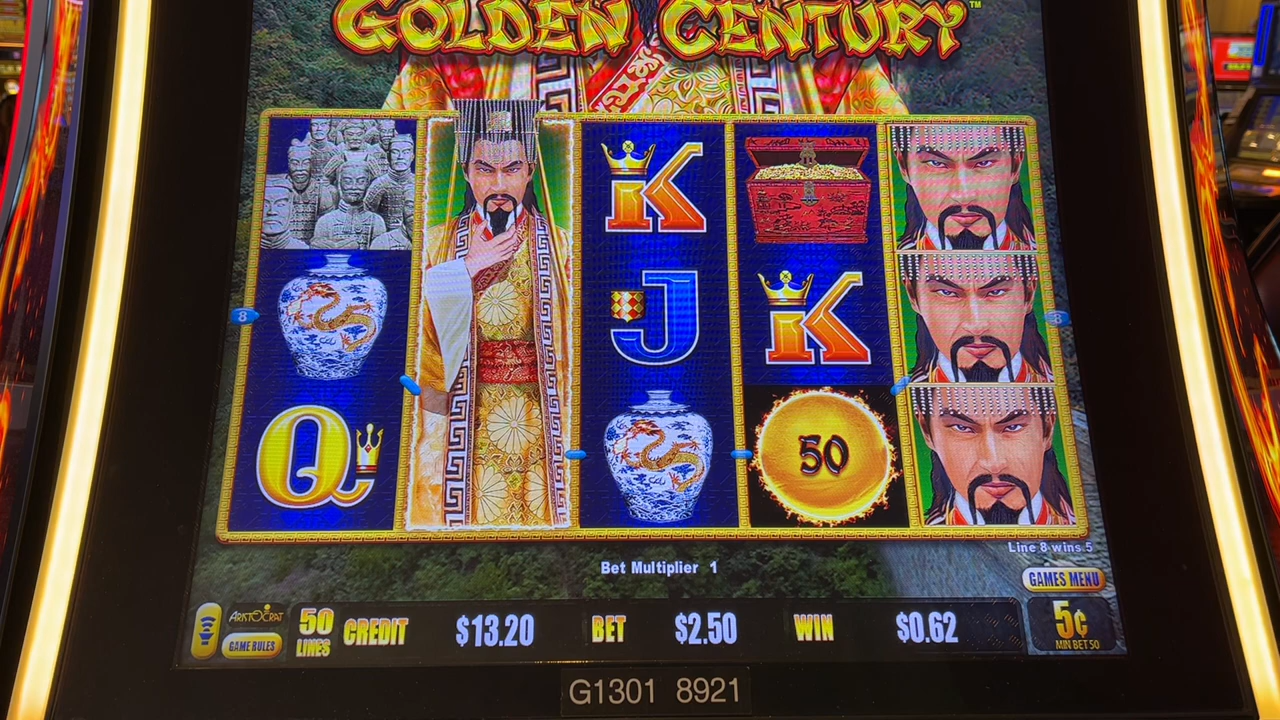 GOLDEN CENTURY™
K
J
K
8
8
Q
50
Line 8 wins 5
Bet Multiplier 1
GAMES MENU
ARISTOCRAT
GAME RULES
50 LINES
CREDIT $13.20 BET $2.50 WIN $0.62
5¢
MIN BET 50
G1301 8921